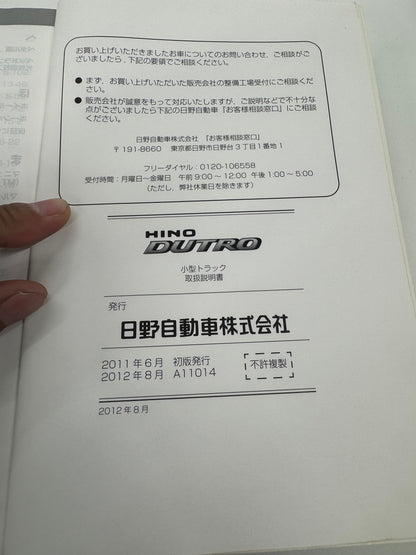 お買い上げいただきましたお車についてのお問い合わせ、ご相談がご
ざいましたら、下記の要領でご相談ください。
● まず、お買い上げいただいた販売会社の整備工場受付にご相談くだ
さい。
● 販売会社が誠意をもって対応いたしますが、ご説明などで不十分な
点がございましたら下記の日野自動車「お客様相談窓口」にご相談
ください。
日野自動車株式会社 「お客様相談窓口」
〒191-8660 東京都日野市日野台3丁目1番地1
フリーダイヤル:0120-106558
受付時間:月曜日〜金曜日 午前9:00〜12:00 午後1:00〜5:00
(ただし、弊社休業日を除きます)
HINO
DUTRO
小型トラック
取扱説明書
発行
日野自動車株式会社
2011年6月 初版発行
2012年8月 A11014
不許複製
2012年8月